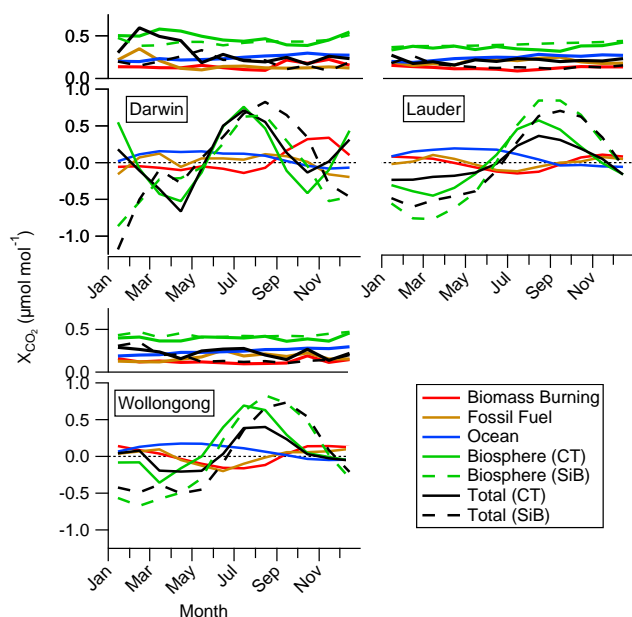 0.5
0.0
1.0
Darwin
Lauder
0.5
0.0
-0.5
-1.0
Jan
Mar
May
Jul
Sep
Nov
Jan
Mar
May
Jul
Sep
Nov
X_CO₂ (µmol mol⁻¹)
0.5
0.0
1.0
Wollongong
0.5
0.0
-0.5
-1.0
Jan
Mar
May
Jul
Sep
Nov
Month
Biomass Burning
Fossil Fuel
Ocean
Biosphere (CT)
Biosphere (SiB)
Total (CT)
Total (SiB)